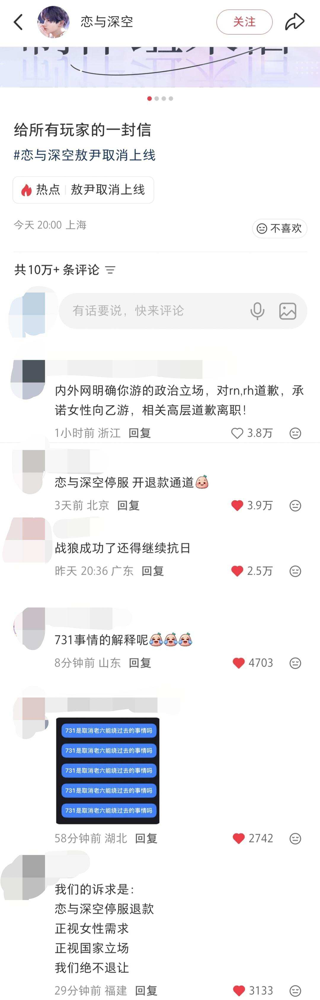 恋与深空
关注
给所有玩家的一封信
#恋与深空敖尹取消上线
热点 敖尹取消上线
今天 20:00 上海
不喜欢
共10万+ 条评论
有话要说，快来评论
内外网明确你游的政治立场，对rn,rh道歉，承
诺女性向乙游，相关高层道歉离职！
1小时前 浙江 回复 3.8万
恋与深空停服 开退款通道
3天前 北京 回复 3.9万
战狼成功了还得继续抗日
昨天 20:36 广东 回复 2.5万
731事情的解释呢
8分钟前 山东 回复 4703
731是取消老六能绕过去的事情吗
731是取消老六能绕过去的事情吗
731是取消老六能绕过去的事情吗
731是取消老六能绕过去的事情吗
731是取消老六能绕过去的事情吗
58分钟前 湖北 回复 2742
我们的诉求是：
恋与深空停服退款
正视女性需求
正视国家立场
我们绝不退让
29分钟前 福建 回复 3133